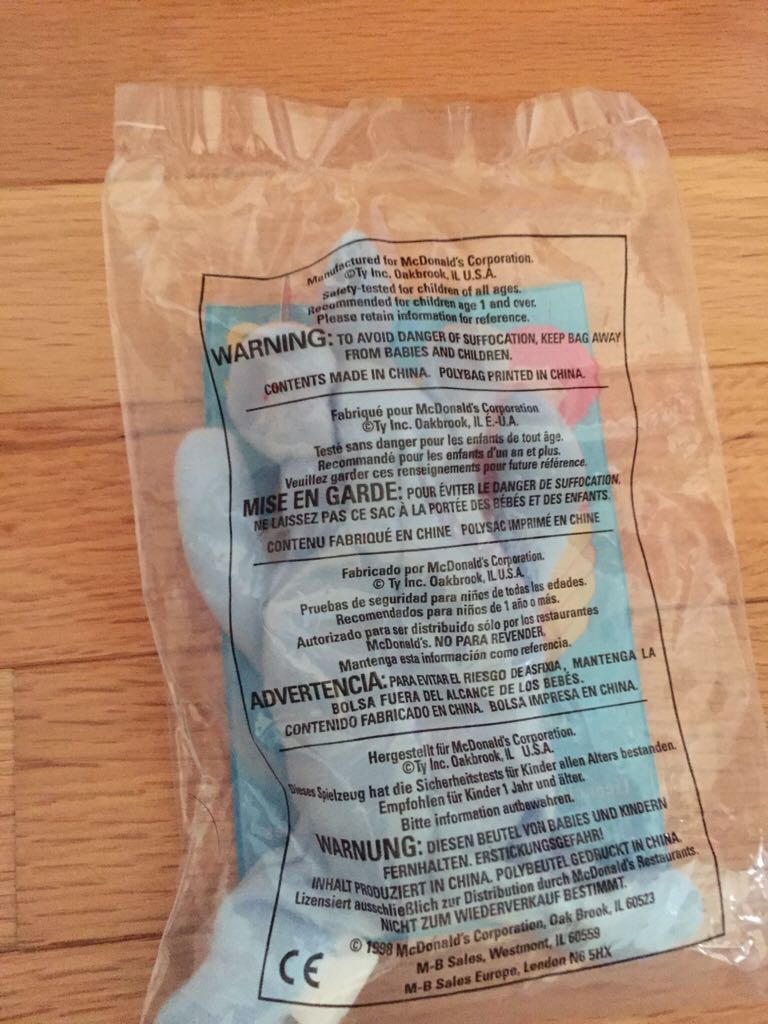 Manufactured for McDonald's Corporation.
©Ty Inc. Oakbrook, IL U.S.A.
Safety-tested for children of all ages.
Recommended for children age 1 and over.
Please retain information for reference.
WARNING: TO AVOID DANGER OF SUFFOCATION, KEEP BAG AWAY
FROM BABIES AND CHILDREN.
CONTENTS MADE IN CHINA. POLYBAG PRINTED IN CHINA.
Fabriqué pour McDonald's Corporation
©Ty Inc. Oakbrook, IL É.-U.A.
Testé sans danger pour les enfants de tout âge.
Recommandé pour les enfants d'un an et plus.
Veuillez garder ces renseignements pour future référence.
MISE EN GARDE: POUR ÉVITER LE DANGER DE SUFFOCATION,
NE LAISSEZ PAS CE SAC À LA PORTÉE DES BÉBÉS ET DES ENFANTS.
CONTENU FABRIQUÉ EN CHINE POLYSAC IMPRIMÉ EN CHINE
Fabricado por McDonald's Corporation.
© Ty Inc. Oakbrook, IL U.S.A.
Pruebas de seguridad para niños de todas las edades.
Recomendados para niños de 1 año o más.
Autorizado para ser distribuido sólo por los restaurantes
McDonald's. NO PARA REVENDER.
Mantenga esta información como referencia.
ADVERTENCIA: PARA EVITAR EL RIESGO DE ASFIXIA, MANTENGA LA
BOLSA FUERA DEL ALCANCE DE LOS BEBÉS.
CONTENIDO FABRICADO EN CHINA. BOLSA IMPRESA EN CHINA.
Hergestellt für McDonald's Corporation.
©Ty Inc. Oakbrook, IL U.S.A.
Dieses Spielzeug hat die Sicherheitstests für Kinder allen Alters bestanden.
Empfohlen für Kinder 1 Jahr und älter.
Bitte information aufbewahren.
WARNUNG: DIESEN BEUTEL VON BABIES UND KINDERN
FERNHALTEN. ERSTICKUNGSGEFAHR!
INHALT PRODUZIERT IN CHINA. POLYBEUTEL GEDRUCKT IN CHINA.
Lizensiert ausschließlich zur Distribution durch McDonald's Restaurants.
NICHT ZUM WIEDERVERKAUF BESTIMMT.
© 1998 McDonald's Corporation, Oak Brook, IL 60523
M-B Sales, Westmont, IL 60559
M-B Sales Europe, London N6 5HX
CE